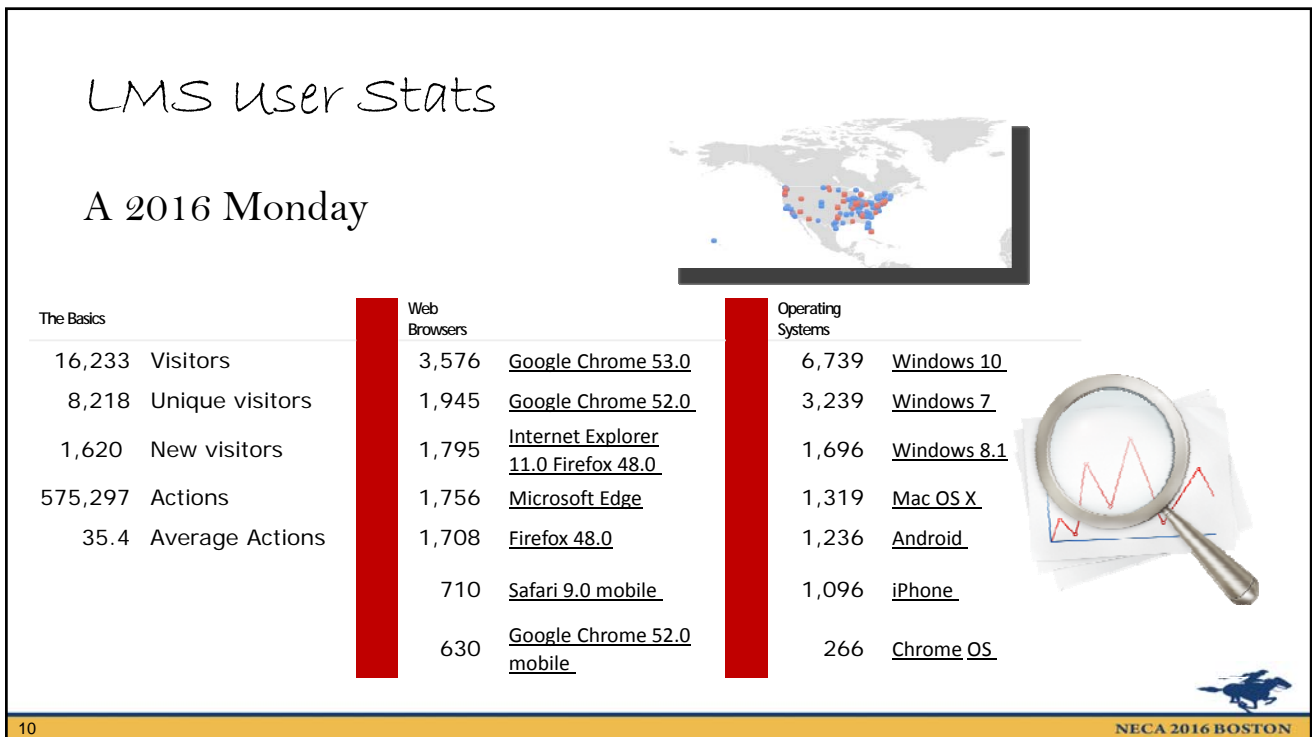 LMS User Stats
A 2016 Monday
The Basics
16,233 Visitors
8,218 Unique visitors
1,620 New visitors
575,297 Actions
35.4 Average Actions
Web
Browsers
3,576 Google Chrome 53.0
1,945 Google Chrome 52.0
1,795 Internet Explorer
11.0 Firefox 48.0
1,756 Microsoft Edge
1,708 Firefox 48.0
710 Safari 9.0 mobile
630 Google Chrome 52.0
mobile
Operating
Systems
6,739 Windows 10
3,239 Windows 7
1,696 Windows 8.1
1,319 Mac OS X
1,236 Android
1,096 iPhone
266 Chrome OS
10
NECA 2016 BOSTON